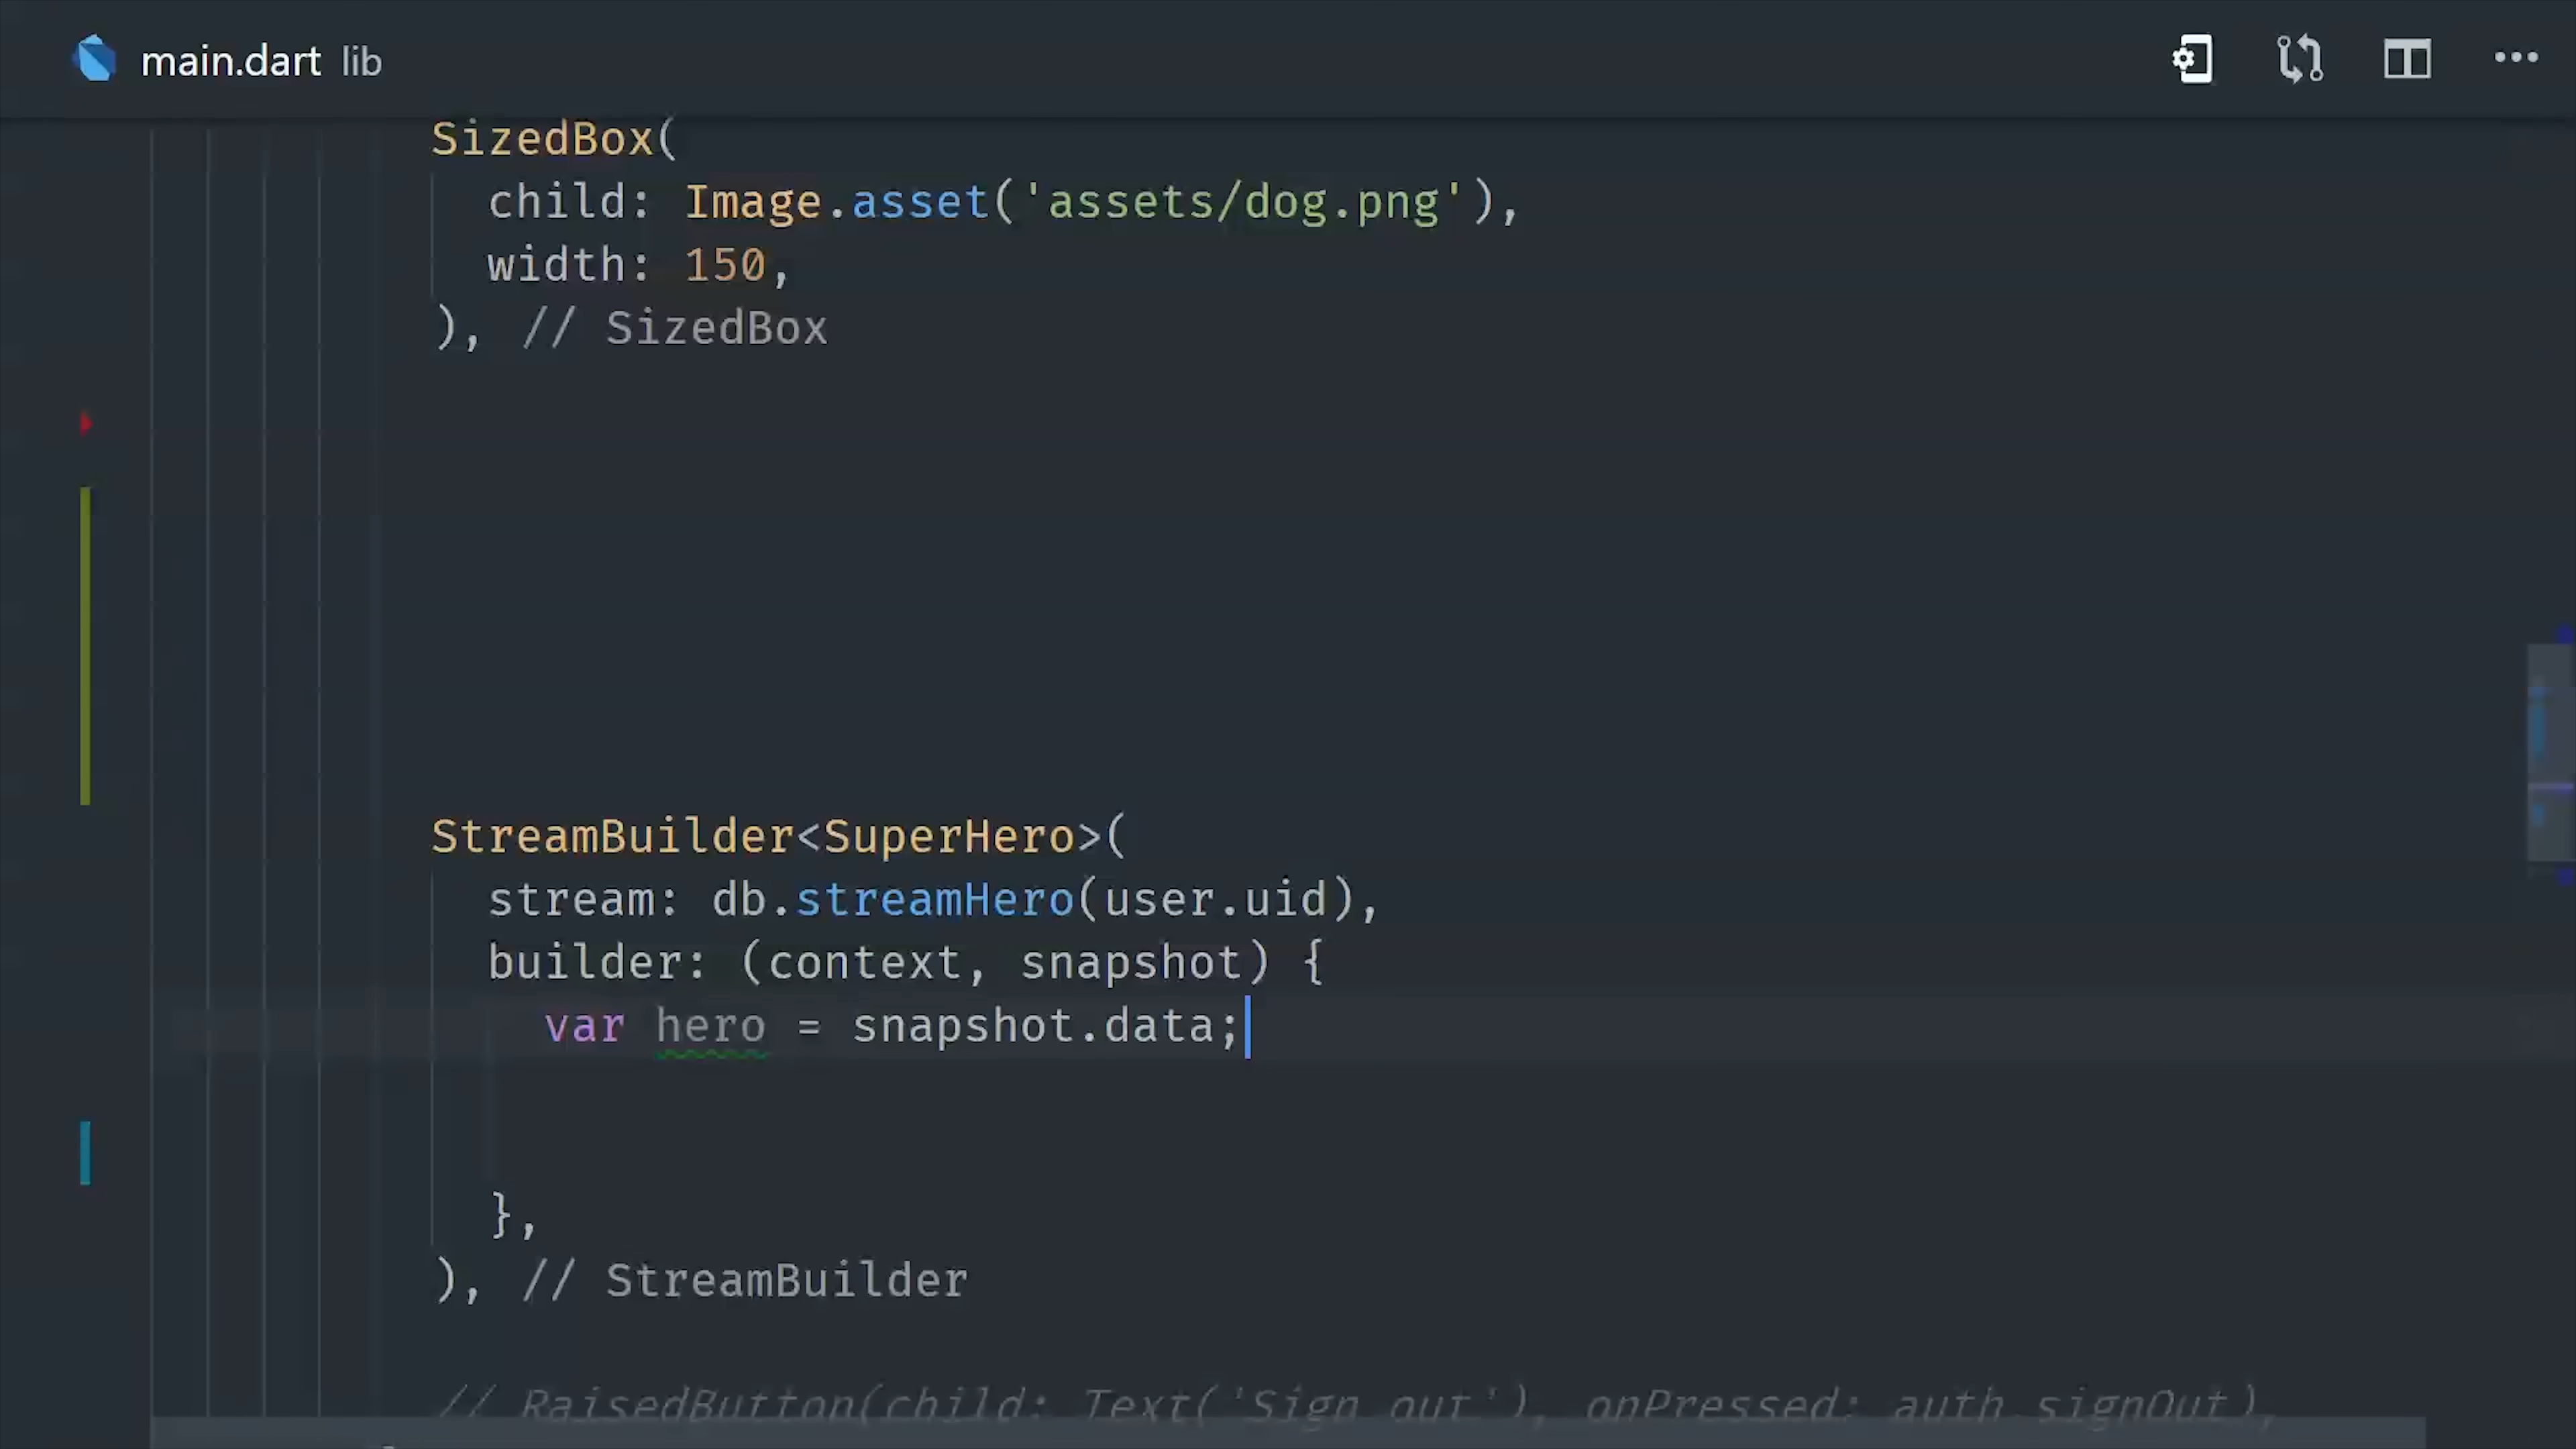 main.dart lib
SizedBox(
child: Image.asset('assets/dog.png'),
width: 150,
), // SizedBox
StreamBuilder<SuperHero>(
stream: db.streamHero(user.uid),
builder: (context, snapshot) {
var hero = snapshot.data;
},
), // StreamBuilder
// RaisedButton(child: Text('Sign out'), onPressed: auth.signOut),